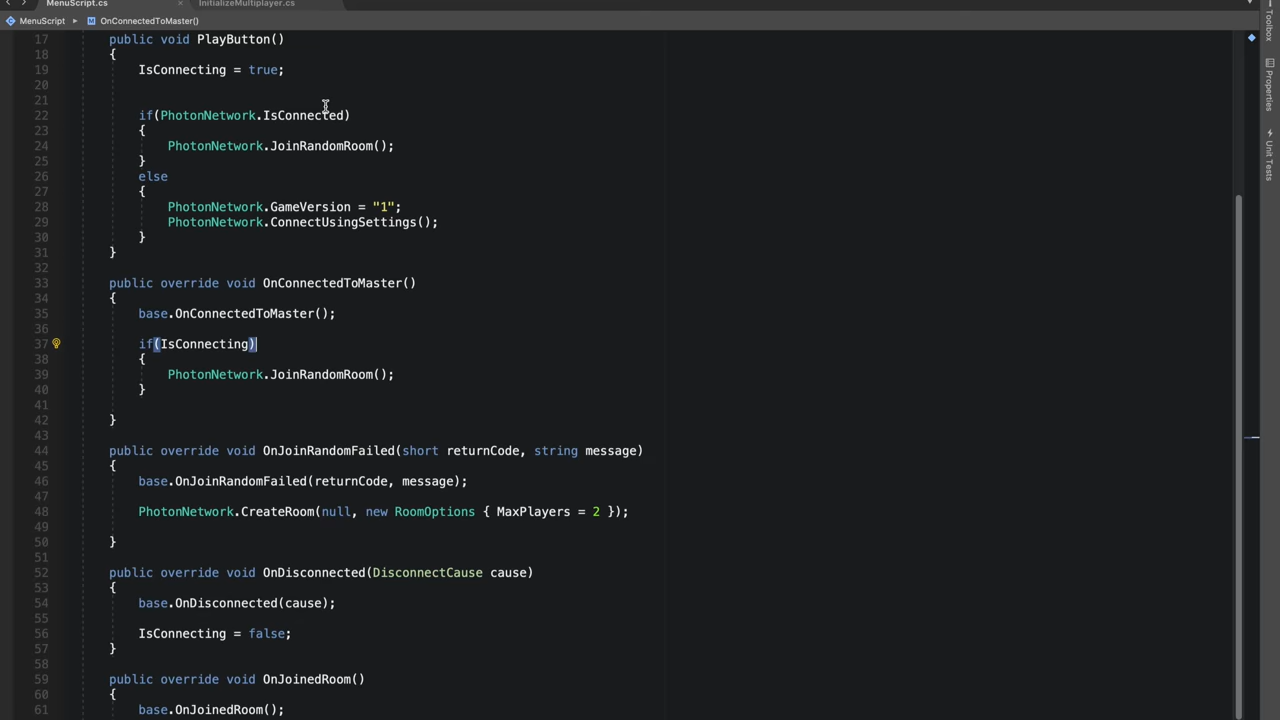 MenuScript.cs
InitializeMultiplayer.cs
MenuScript
OnConnectedToMaster()
Toolbox
Properties
Unit Tests
17 public void PlayButton()
18 {
19 IsConnecting = true;
20
21
22 if(PhotonNetwork.IsConnected)
23 {
24 PhotonNetwork.JoinRandomRoom();
25 }
26 else
27 {
28 PhotonNetwork.GameVersion = "1";
29 PhotonNetwork.ConnectUsingSettings();
30 }
31 }
32
33 public override void OnConnectedToMaster()
34 {
35 base.OnConnectedToMaster();
36
37 if(IsConnecting)
38 {
39 PhotonNetwork.JoinRandomRoom();
40 }
41
42 }
43
44 public override void OnJoinRandomFailed(short returnCode, string message)
45 {
46 base.OnJoinRandomFailed(returnCode, message);
47
48 PhotonNetwork.CreateRoom(null, new RoomOptions { MaxPlayers = 2 });
49
50 }
51
52 public override void OnDisconnected(DisconnectCause cause)
53 {
54 base.OnDisconnected(cause);
55
56 IsConnecting = false;
57 }
58
59 public override void OnJoinedRoom()
60 {
61 base.OnJoinedRoom();